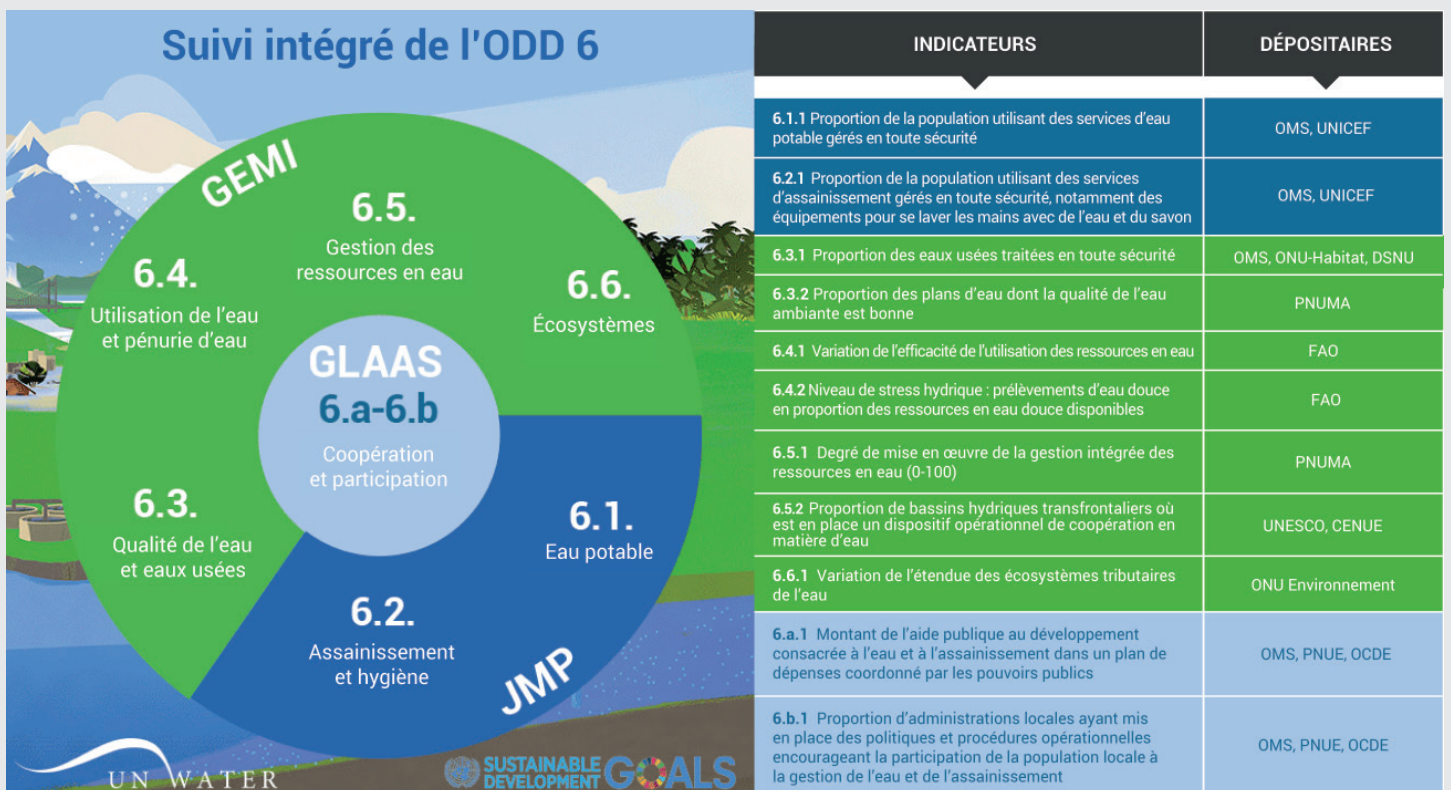 Suivi intégré de l'ODD 6
GEMI
6.5.
Gestion des
ressources en eau
6.4.
Utilisation de l'eau
et pénurie d'eau
6.6.
Écosystèmes
GLAAS
6.a-6.b
Coopération
et participation
6.3.
Qualité de l'eau
et eaux usées
6.1.
Eau potable
6.2.
Assainissement
et hygiène
JMP
UN WATER
SUSTAINABLE
DEVELOPMENT
GOALS
INDICATEURS
DÉPOSITAIRES
6.1.1 Proportion de la population utilisant des services d'eau
potable gérés en toute sécurité
OMS, UNICEF
6.2.1 Proportion de la population utilisant des services
d'assainissement gérés en toute sécurité, notamment des
équipements pour se laver les mains avec de l'eau et du savon
OMS, UNICEF
6.3.1 Proportion des eaux usées traitées en toute sécurité
OMS, ONU-Habitat, DSNU
6.3.2 Proportion des plans d'eau dont la qualité de l'eau
ambiante est bonne
PNUMA
6.4.1 Variation de l'efficacité de l'utilisation des ressources en eau
FAO
6.4.2 Niveau de stress hydrique : prélèvements d'eau douce
en proportion des ressources en eau douce disponibles
FAO
6.5.1 Degré de mise en œuvre de la gestion intégrée des
ressources en eau (0-100)
PNUMA
6.5.2 Proportion de bassins hydriques transfrontaliers où
est en place un dispositif opérationnel de coopération en
matière d'eau
UNESCO, CENUE
6.6.1 Variation de l'étendue des écosystèmes tributaires
de l'eau
ONU Environnement
6.a.1 Montant de l'aide publique au développement
consacrée à l'eau et à l'assainissement dans un plan de
dépenses coordonné par les pouvoirs publics
OMS, PNUE, OCDE
6.b.1 Proportion d'administrations locales ayant mis
en place des politiques et procédures opérationnelles
encourageant la participation de la population locale à
la gestion de l'eau et de l'assainissement
OMS, PNUE, OCDE